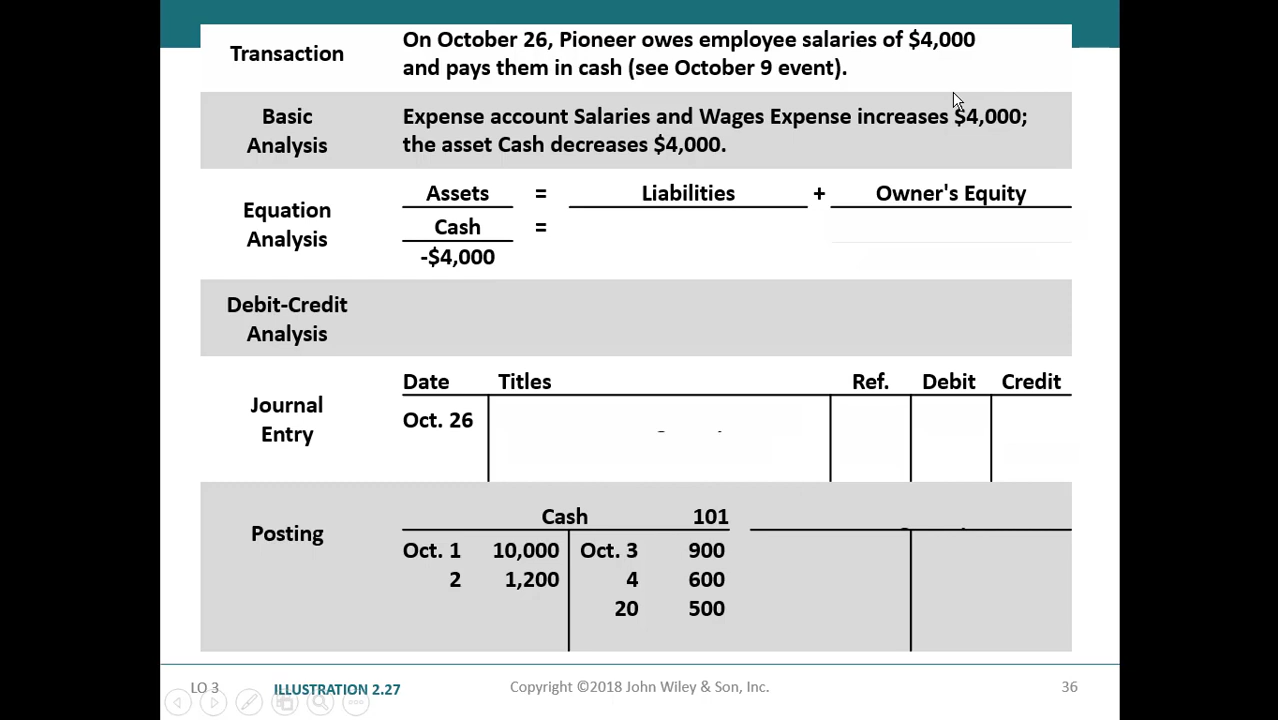 Transaction
On October 26, Pioneer owes employee salaries of $4,000
and pays them in cash (see October 9 event).
Basic
Analysis
Expense account Salaries and Wages Expense increases $4,000;
the asset Cash decreases $4,000.
Equation
Analysis
Assets = Liabilities + Owner's Equity
Cash =
-$4,000
Debit-Credit
Analysis
Journal
Entry
Date Titles Ref. Debit Credit
Oct. 26
Posting
Cash 101
Oct. 1 10,000 Oct. 3 900
2 1,200 4 600
20 500
LO 3
ILLUSTRATION 2.27
Copyright ©2018 John Wiley & Son, Inc.
36